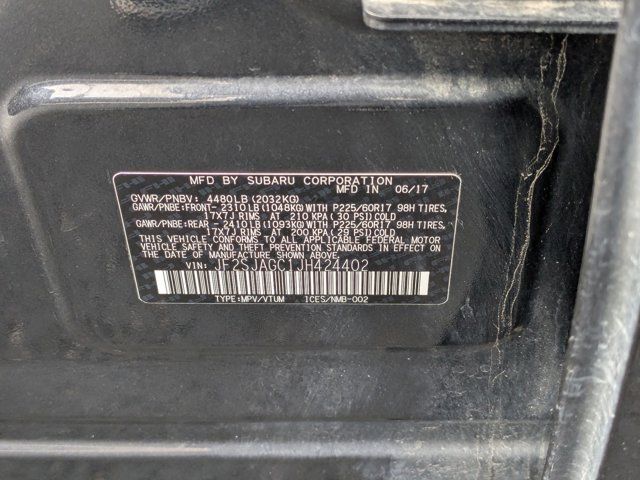 MFD BY SUBARU CORPORATION
MFD IN 06/17
GVWR/PNBV: 4480LB(2032KG)
GAWR/PNBE:FRONT-2310LB(1048KG)WITH P225/60R17 98H TIRES,
17X7J RIMS AT 210 KPA(30 PSI)COLD
GAWR/PNBE:REAR -2410LB(1093KG)WITH P225/60R17 98H TIRES,
17X7J RIMS AT 200 KPA(29 PSI)COLD
THIS VEHICLE CONFORMS TO ALL APPLICABLE FEDERAL MOTOR
VEHICLE SAFETY AND THEFT PREVENTION STANDARDS IN EFFECT
ON THE DATE OF MANUFACTURE SHOWN ABOVE.
VIN: JF2SJAGC1JH424402
TYPE:MPV/VTUM ICES/NMB-002